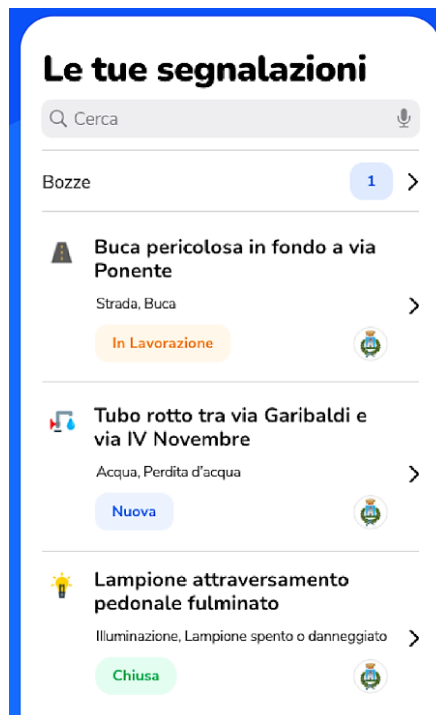 Le tue segnalazioni
Cerca
Bozze 1
Buca pericolosa in fondo a via
Ponente
Strada, Buca
In Lavorazione
Tubo rotto tra via Garibaldi e
via IV Novembre
Acqua, Perdita d'acqua
Nuova
Lampione attraversamento
pedonale fulminato
Illuminazione, Lampione spento o danneggiato
Chiusa